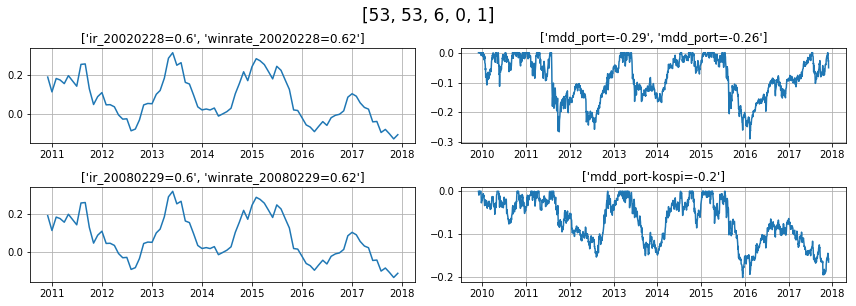 [53, 53, 6, 0, 1]
['ir_20020228=0.6', 'winrate_20020228=0.62']
0.2
0.0
2011 2012 2013 2014 2015 2016 2017 2018
['mdd_port=-0.29', 'mdd_port=-0.26']
0.0
−0.1
−0.2
−0.3
2010 2011 2012 2013 2014 2015 2016 2017 2018
['ir_20080229=0.6', 'winrate_20080229=0.62']
0.2
0.0
2011 2012 2013 2014 2015 2016 2017 2018
['mdd_port-kospi=-0.2']
0.0
−0.1
−0.2
2010 2011 2012 2013 2014 2015 2016 2017 2018